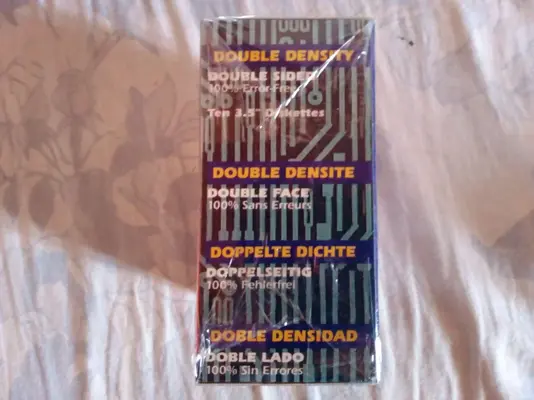 DOUBLE DENSITY
DOUBLE SIDED
100% Error-Free
Ten 3.5" Diskettes
DOUBLE DENSITE
DOUBLE FACE
100% Sans Erreurs
DOPPELTE DICHTE
DOPPELSEITIG
100% Fehlerfrei
DOBLE DENSIDAD
DOBLE LADO
100% Sin Errores